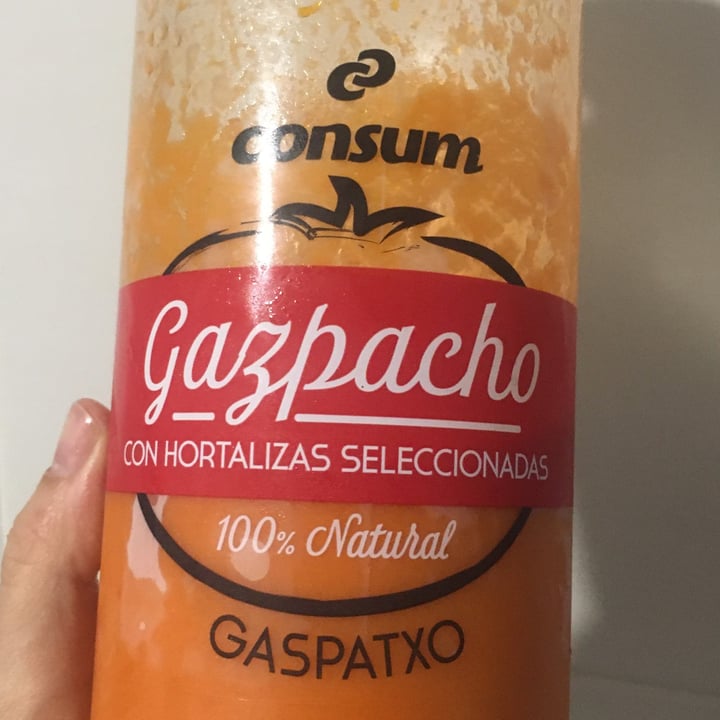 consum
Gazpacho
CON HORTALIZAS SELECCIONADAS
100% Natural
GASPATXO